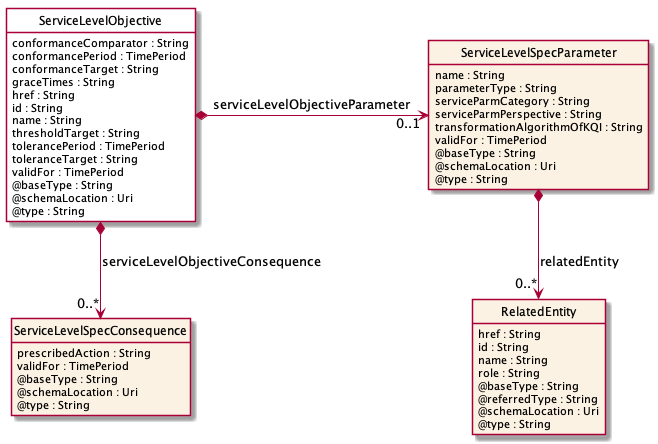 ServiceLevelObjective
conformanceComparator : String
conformancePeriod : TimePeriod
conformanceTarget : String
graceTimes : String
href : String
id : String
name : String
thresholdTarget : String
tolerancePeriod : TimePeriod
toleranceTarget : String
validFor : TimePeriod
@baseType : String
@schemaLocation : Uri
@type : String
serviceLevelObjectiveParameter
0..1
ServiceLevelSpecParameter
name : String
parameterType : String
serviceParmCategory : String
serviceParmPerspective : String
transformationAlgorithmOfKQI : String
validFor : TimePeriod
@baseType : String
@schemaLocation : Uri
@type : String
serviceLevelObjectiveConsequence
0..*
relatedEntity
0..*
ServiceLevelSpecConsequence
prescribedAction : String
validFor : TimePeriod
@baseType : String
@schemaLocation : Uri
@type : String
RelatedEntity
href : String
id : String
name : String
role : String
@baseType : String
@referredType : String
@schemaLocation : Uri
@type : String